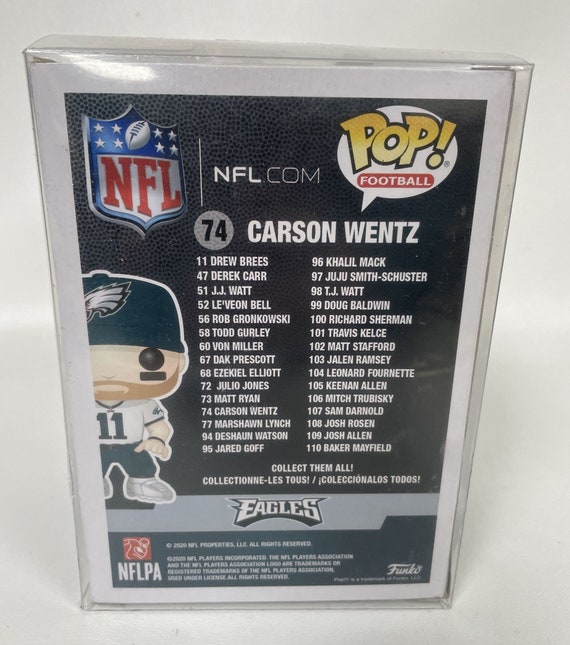 NFL
NFL.COM
POP!
FOOTBALL
74 CARSON WENTZ
11 DREW BREES
47 DEREK CARR
51 J.J. WATT
52 LE'VEON BELL
56 ROB GRONKOWSKI
58 TODD GURLEY
60 VON MILLER
67 DAK PRESCOTT
68 EZEKIEL ELLIOTT
72 JULIO JONES
73 MATT RYAN
74 CARSON WENTZ
77 MARSHAWN LYNCH
94 DESHAUN WATSON
95 JARED GOFF
96 KHALIL MACK
97 JUJU SMITH-SCHUSTER
98 T.J. WATT
99 DOUG BALDWIN
100 RICHARD SHERMAN
101 TRAVIS KELCE
102 MATT STAFFORD
103 JALEN RAMSEY
104 LEONARD FOURNETTE
105 KEENAN ALLEN
106 MITCH TRUBISKY
107 SAM DARNOLD
108 JOSH ROSEN
109 JOSH ALLEN
110 BAKER MAYFIELD
11
COLLECT THEM ALL!
COLLECTIONNE-LES TOUS! / ¡COLECCIÓNALOS TODOS!
EAGLES
NFLPA
© 2020 NFL PROPERTIES, LLC. ALL RIGHTS RESERVED.
©2020 NFL PLAYERS INCORPORATED. THE NFL PLAYERS ASSOCIATION
AND THE NFL PLAYERS ASSOCIATION LOGO ARE TRADEMARKS OR
REGISTERED TRADEMARKS OF THE NFL PLAYERS ASSOCIATION,
USED UNDER LICENSE ALL RIGHTS RESERVED.
Funko
Pop!® is a trademark of Funko, LLC.